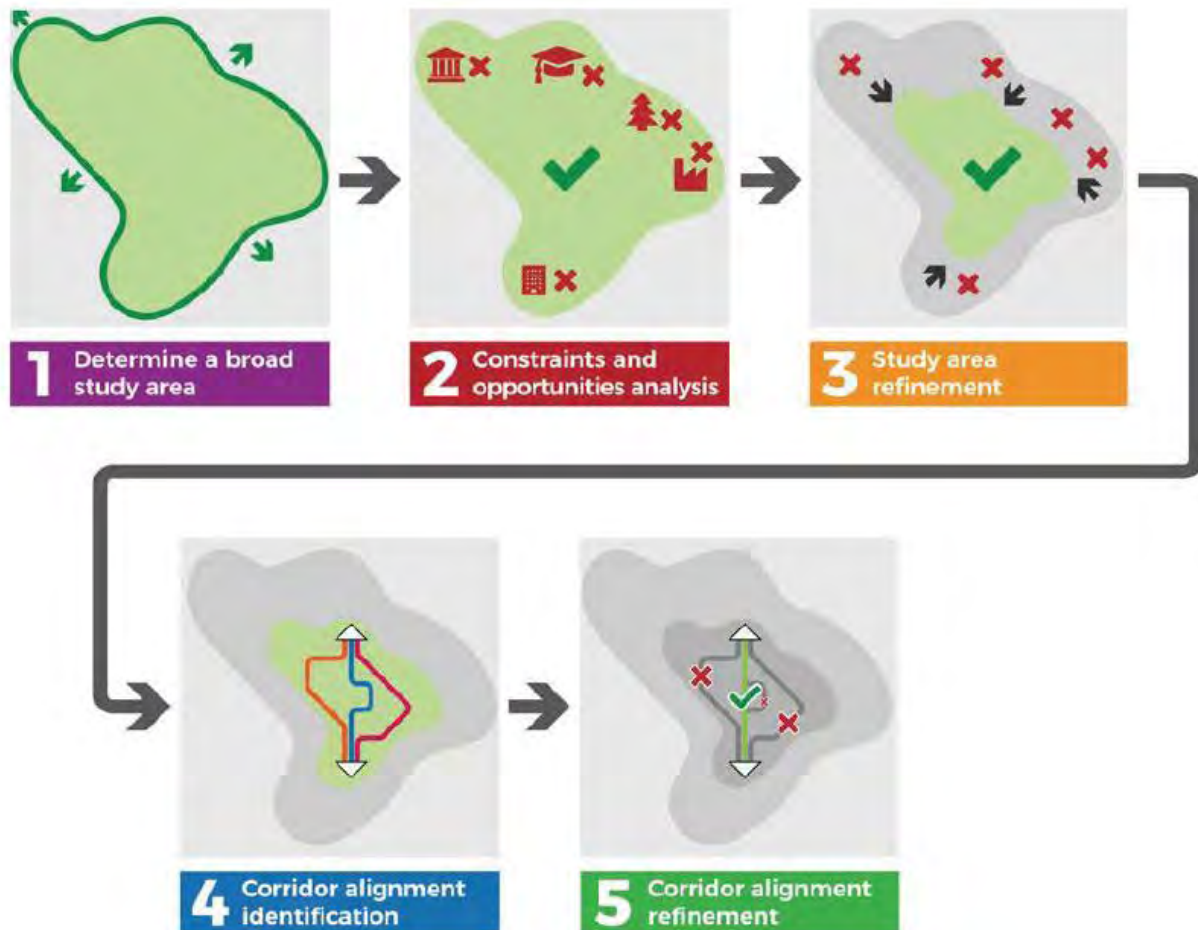 1 Determine a broad
study area
2 Constraints and
opportunities analysis
3 Study area
refinement
4 Corridor alignment
identification
5 Corridor alignment
refinement